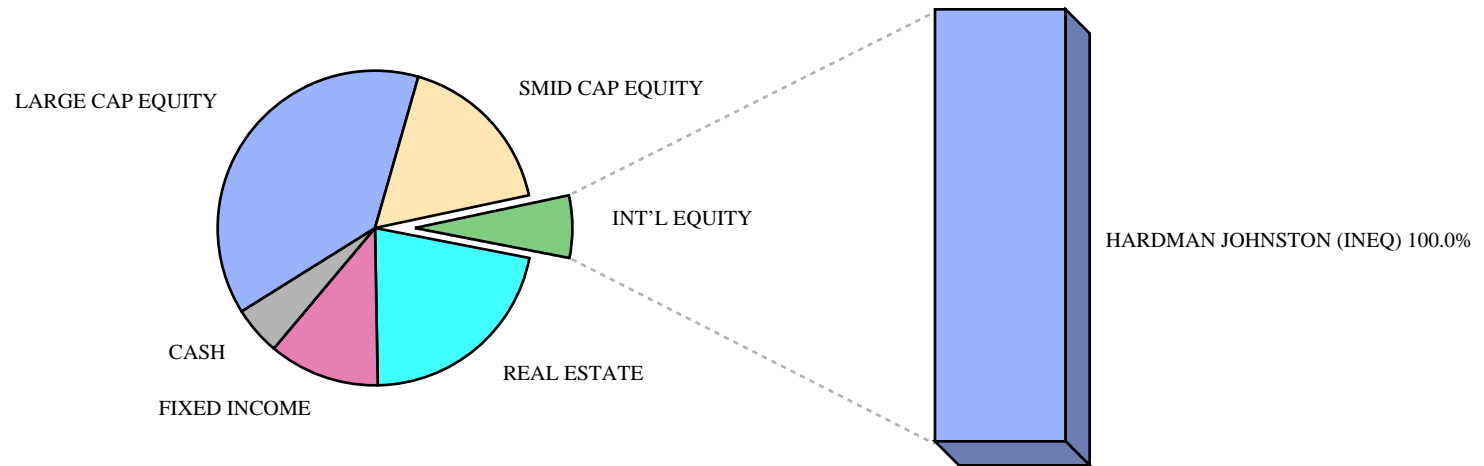 SMID CAP EQUITY
LARGE CAP EQUITY
INT'L EQUITY
HARDMAN JOHNSTON (INEQ) 100.0%
CASH
REAL ESTATE
FIXED INCOME